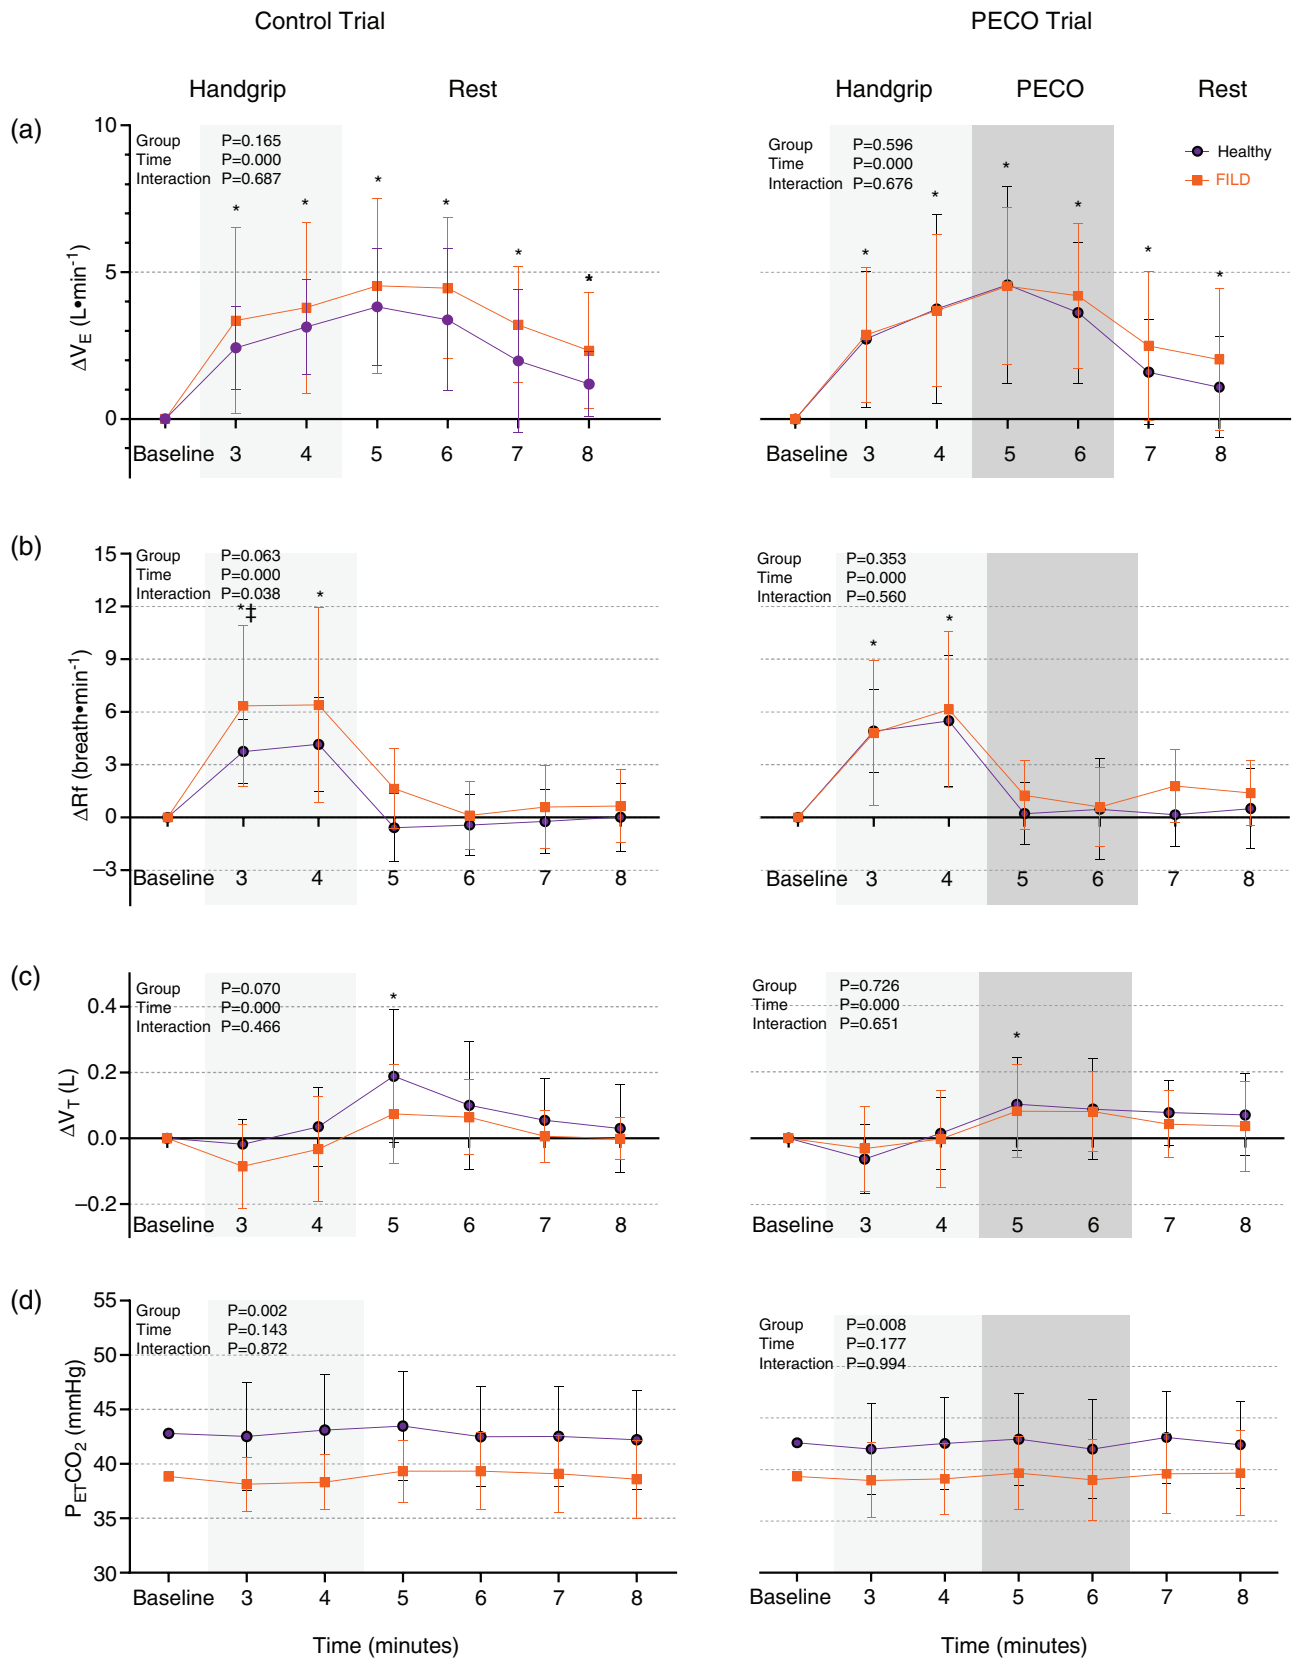 Control Trial
PECO Trial
Handgrip
Rest
Handgrip
PECO
Rest
(a)
10
5
0
ΔV_E (L•min⁻¹)
Group P=0.165
Time P=0.000
Interaction P=0.687
* * * * * *
Baseline 3 4 5 6 7 8
Group P=0.596
Time P=0.000
Interaction P=0.676
* * * * * *
Healthy
FILD
Baseline 3 4 5 6 7 8
(b)
15
12
9
6
3
0
−3
ΔRf (breath•min⁻¹)
Group P=0.063
Time P=0.000
Interaction P=0.038
*‡ *
Baseline 3 4 5 6 7 8
Group P=0.353
Time P=0.000
Interaction P=0.560
* *
Baseline 3 4 5 6 7 8
(c)
0.4
0.2
0.0
−0.2
ΔV_T (L)
Group P=0.070
Time P=0.000
Interaction P=0.466
*
Baseline 3 4 5 6 7 8
Group P=0.726
Time P=0.000
Interaction P=0.651
*
Baseline 3 4 5 6 7 8
(d)
55
50
45
40
35
30
P_ETCO₂ (mmHg)
Group P=0.002
Time P=0.143
Interaction P=0.872
Baseline 3 4 5 6 7 8
Time (minutes)
Group P=0.008
Time P=0.177
Interaction P=0.994
Baseline 3 4 5 6 7 8
Time (minutes)